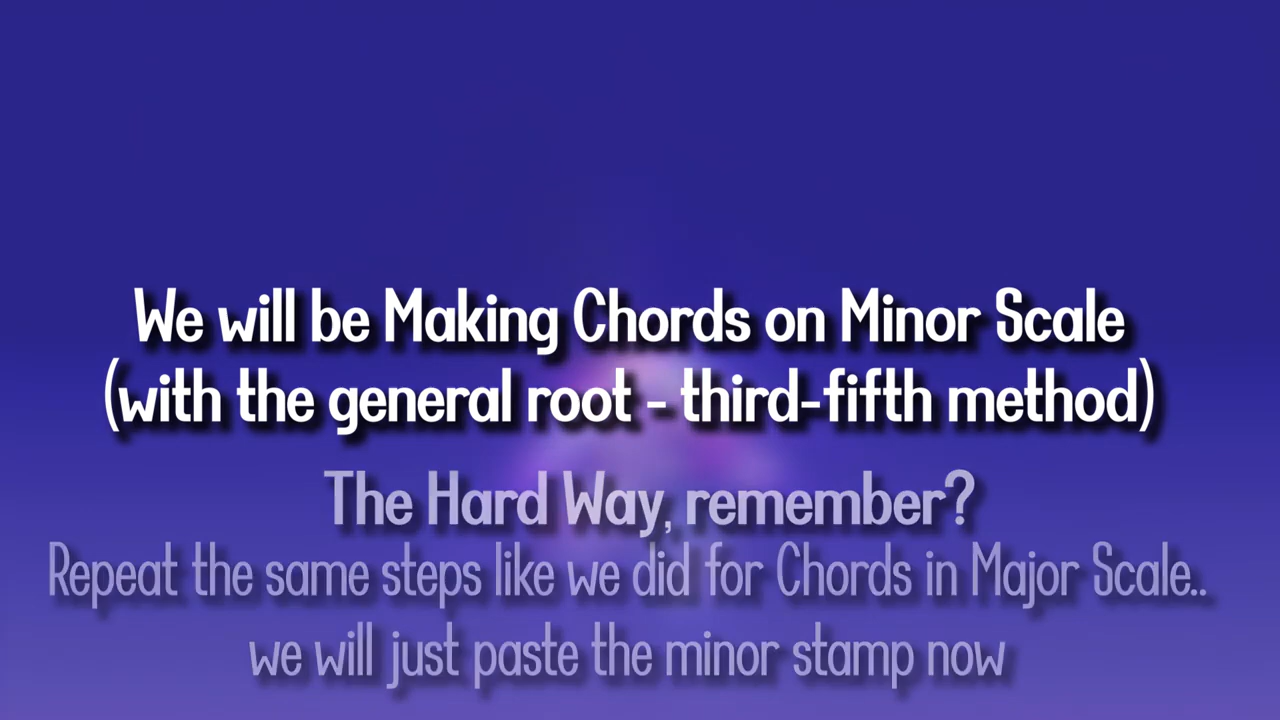 We will be Making Chords on Minor Scale
(with the general root - third-fifth method)
The Hard Way, remember?
Repeat the same steps like we did for Chords in Major Scale..
we will just paste the minor stamp now